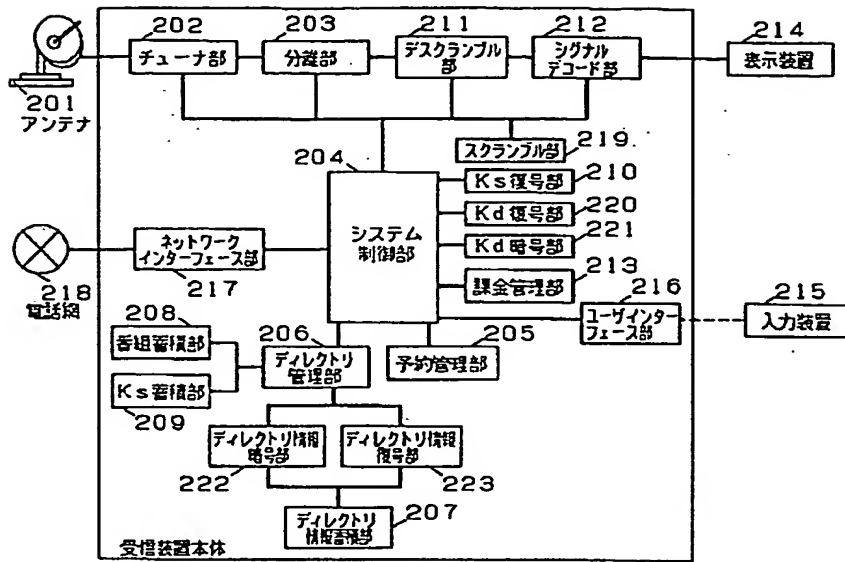 202
203
211
212
214
チューナ部
分離部
デスクランブル
部
シグナル
デコード部
表示装置
201
アンテナ
スクランブル部
219
204
Ks復号部
210
Kd復号部
220
システム
制御部
Kd暗号部
221
ネットワーク
インターフェース部
217
218
電話網
課金管理部
213
216
ユーザインター
フェース部
215
入力装置
208
番組蓄積部
206
ディレクトリ
管理部
205
予約管理部
Ks蓄積部
209
ディレクトリ情報
暗号部
222
ディレクトリ情報
復号部
223
ディレクトリ
情報蓄積部
207
受信装置本体